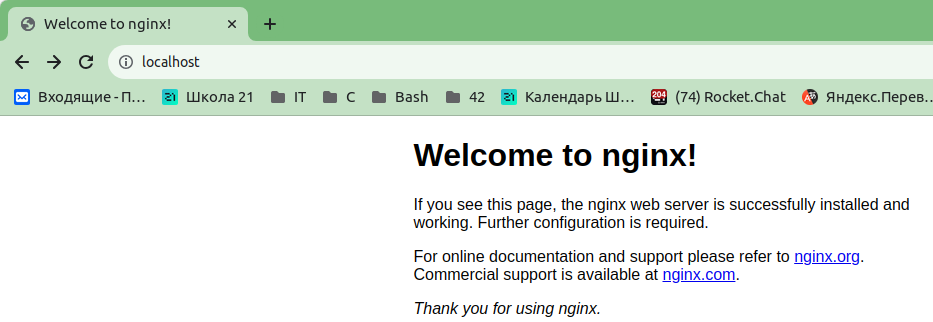 Welcome to nginx!
localhost
Входящие - П… Школа 21 IT C Bash 42 Календарь Ш… 204 (74) Rocket.Chat Яндекс.Перев…
Welcome to nginx!
If you see this page, the nginx web server is successfully installed and
working. Further configuration is required.
For online documentation and support please refer to nginx.org.
Commercial support is available at nginx.com.
Thank you for using nginx.